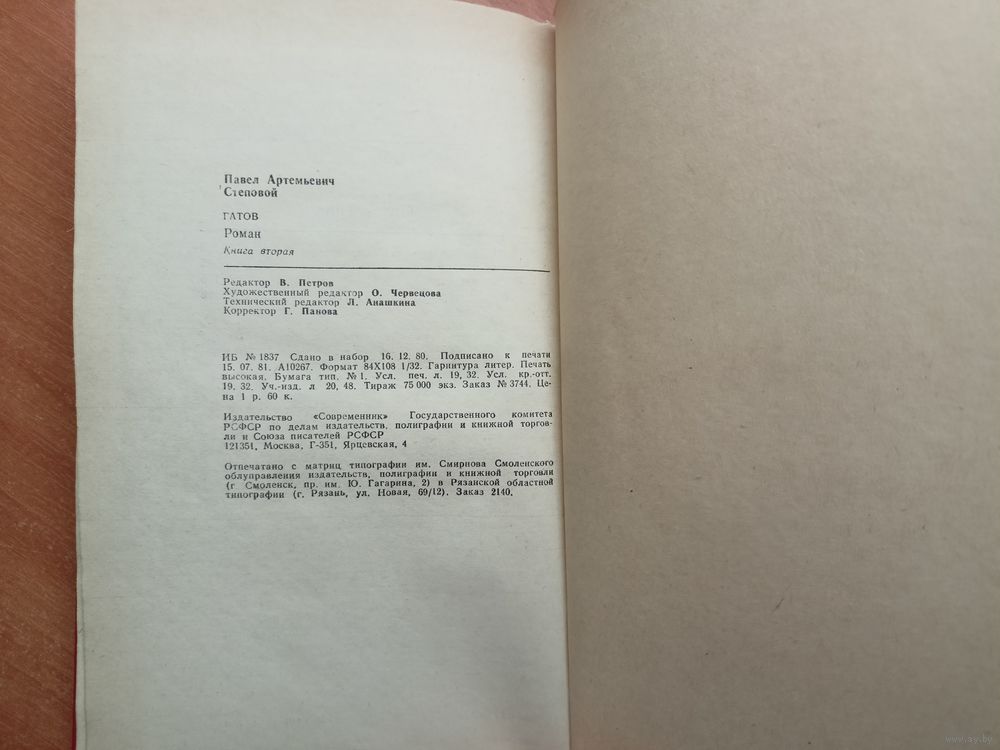 Павел Артемьевич
Степовой
ГАТОВ
Роман
Книга вторая
Редактор В. Петров
Художественный редактор О. Червецова
Технический редактор Л. Анашкина
Корректор Г. Панова
ИБ № 1837 Сдано в набор 16. 12. 80. Подписано к печати
15. 07. 81. А10267. Формат 84Х108 1/32. Гарнитура литер. Печать
высокая. Бумага тип. № 1. Усл. печ. л. 19, 32. Усл. кр.-отт.
19. 32. Уч.-изд. л 20, 48. Тираж 75 000 экз. Заказ № 3744. Це-
на 1 р. 60 к.
Издательство «Современник» Государственного комитета
РСФСР по делам издательств, полиграфии и книжной торгов-
ли и Союза писателей РСФСР
121351, Москва, Г-351, Ярцевская, 4
Отпечатано с матриц типографии им. Смирнова Смоленского
облуправления издательств, полиграфии и книжной торговли
(г Смоленск, пр. им. Ю. Гагарина, 2) в Рязанской областной
типографии (г. Рязань, ул. Новая, 69/12). Заказ 2140.
www.ay.by